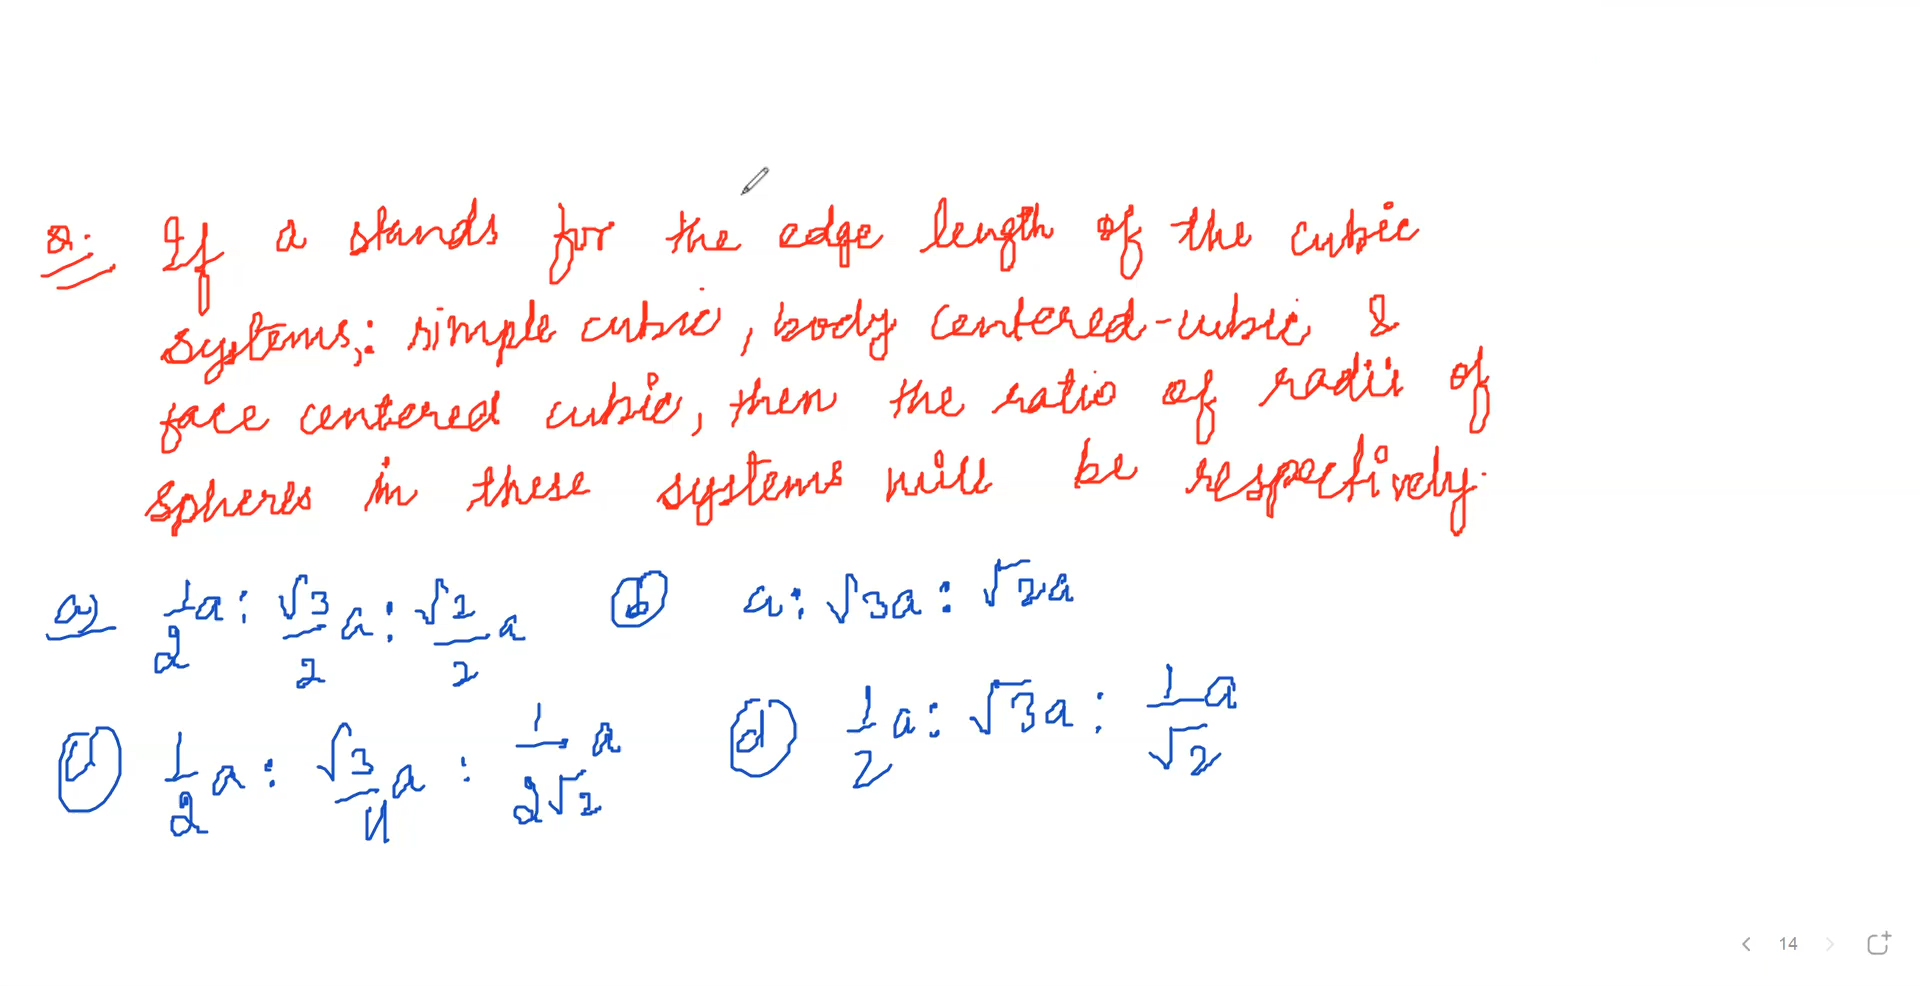 Q. If a stands for the edge length of the cubic
systems; : simple cubic, body centered-cubic &
face centered cubic, then the ratio of radii of
spheres in these systems will be respectively.
a) 1/2 a : √3/2 a : √2/2 a (b) a : √3a : √2a
(c) 1/2 a : √3/4 a : 1/2√2 a (d) 1/2 a : √3a : 1/√2 a
14